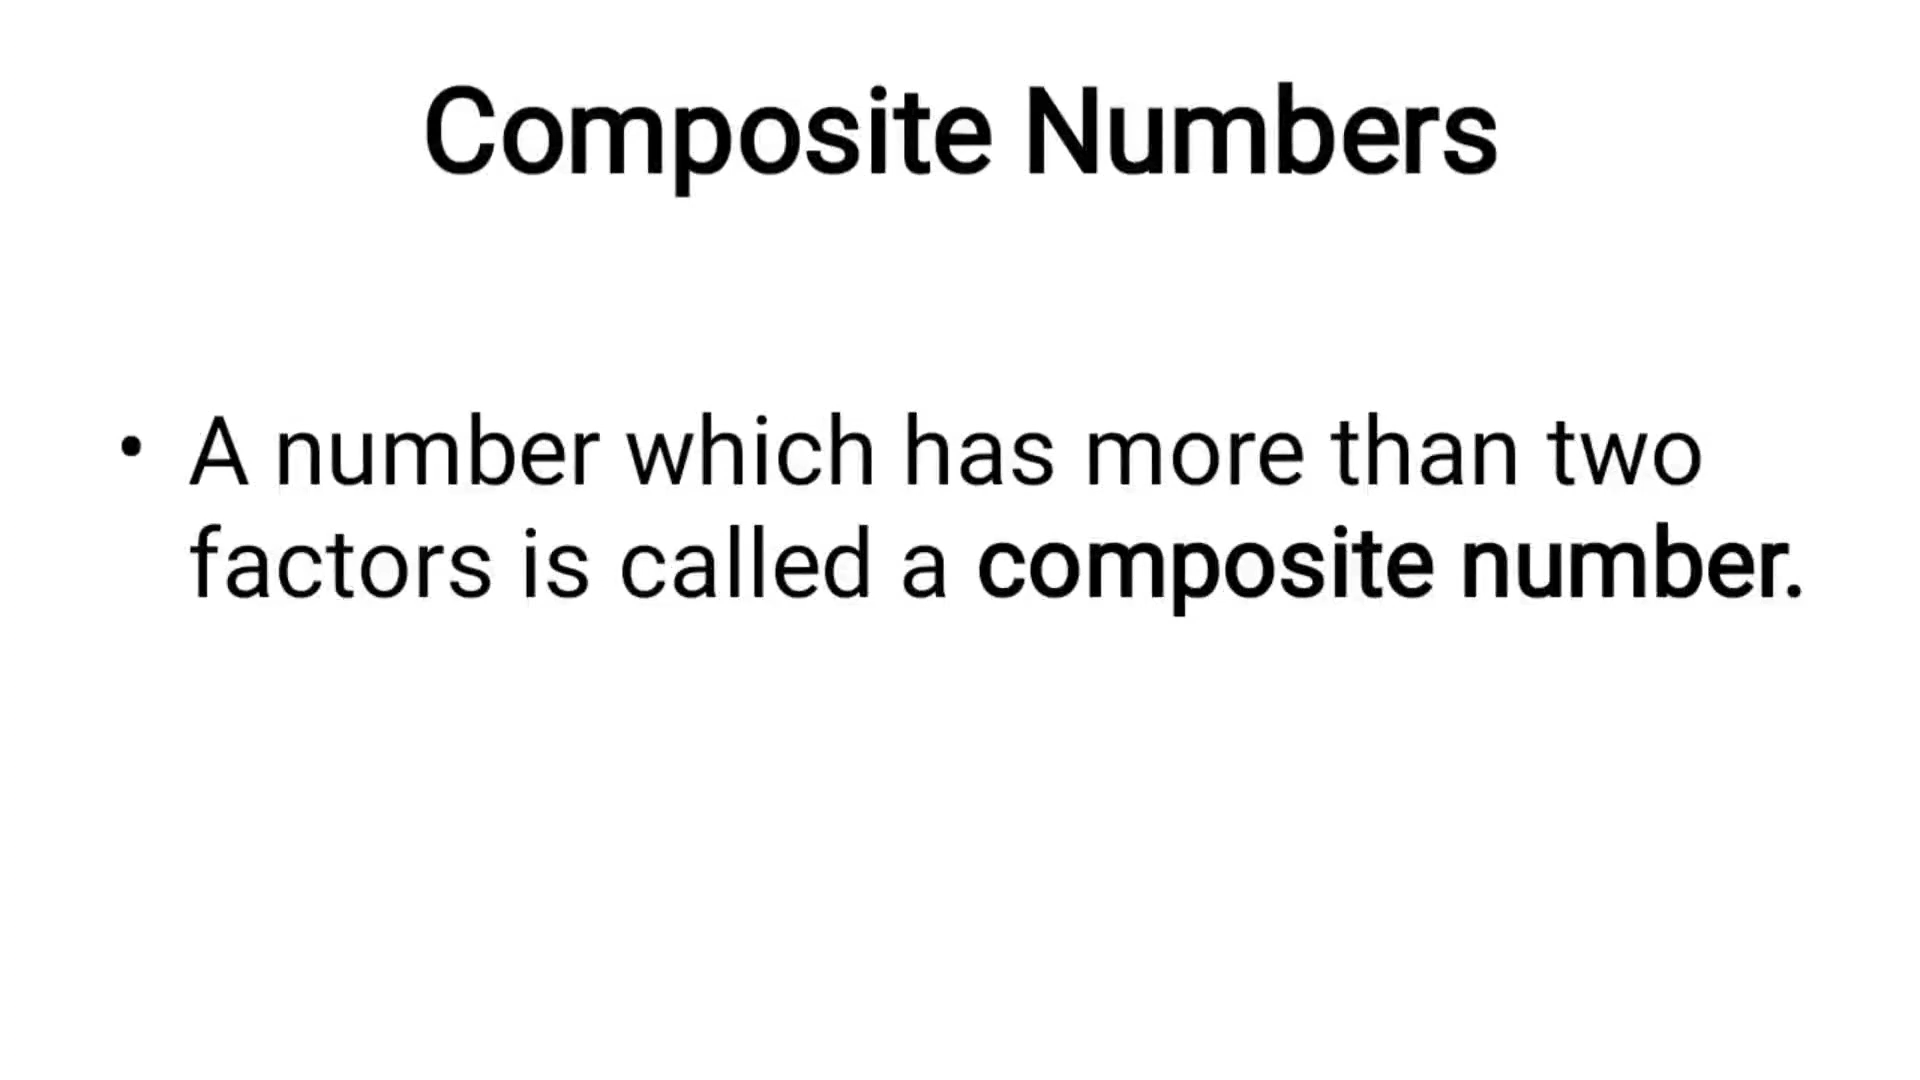 Composite Numbers
• A number which has more than two
factors is called a composite number.